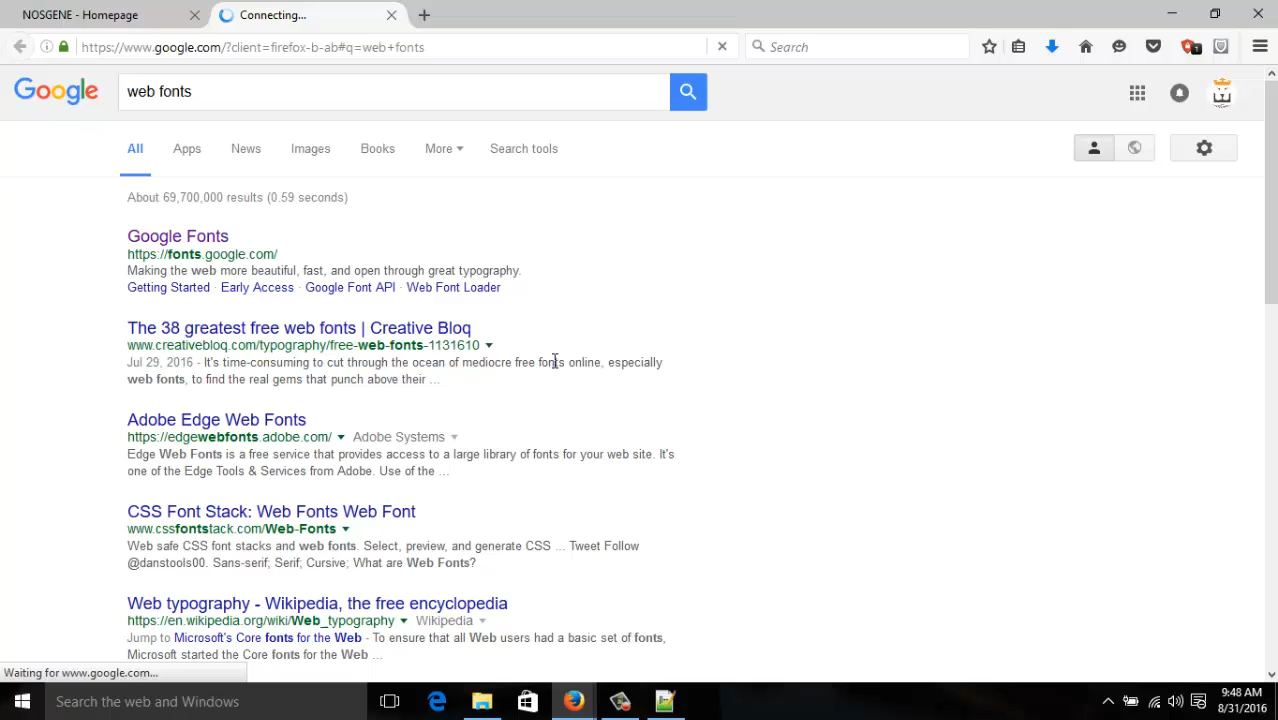 NOSGENE - Homepage
Connecting...
https://www.google.com/?client=firefox-b-ab#q=web+fonts
Search
1
Google
web fonts
All
Apps
News
Images
Books
More
Search tools
About 69,700,000 results (0.59 seconds)
Google Fonts
https://fonts.google.com/
Making the web more beautiful, fast, and open through great typography.
Getting Started · Early Access · Google Font API · Web Font Loader
The 38 greatest free web fonts | Creative Bloq
www.creativebloq.com/typography/free-web-fonts-1131610
Jul 29, 2016 - It's time-consuming to cut through the ocean of mediocre free fonts online, especially
web fonts, to find the real gems that punch above their ...
Adobe Edge Web Fonts
https://edgewebfonts.adobe.com/ Adobe Systems
Edge Web Fonts is a free service that provides access to a large library of fonts for your web site. It's
one of the Edge Tools & Services from Adobe. Use of the ...
CSS Font Stack: Web Fonts Web Font
www.cssfontstack.com/Web-Fonts
Web safe CSS font stacks and web fonts. Select, preview, and generate CSS ... Tweet Follow
@danstools00. Sans-serif; Serif; Cursive; What are Web Fonts?
Web typography - Wikipedia, the free encyclopedia
https://en.wikipedia.org/wiki/Web_typography Wikipedia
Jump to Microsoft's Core fonts for the Web - To ensure that all Web users had a basic set of fonts,
Microsoft started the Core fonts for the Web ...
Waiting for www.google.com...
Search the web and Windows
9:48 AM
8/31/2016